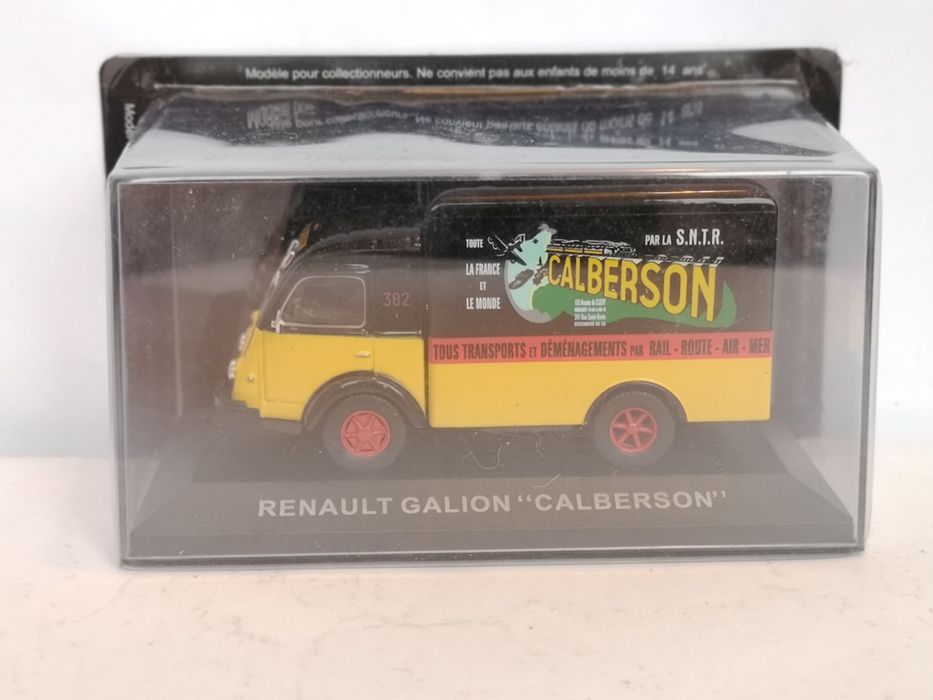 Modèle pour collectionneurs. Ne convient pas aux enfants de moins de 14 ans
TOUTE
LA FRANCE
ET
LE MONDE
PAR LA S.N.T.R.
CALBERSON
382
TOUS TRANSPORTS ET DÉMÉNAGEMENTS PAR RAIL - ROUTE - AIR - MER
RENAULT GALION “CALBERSON”